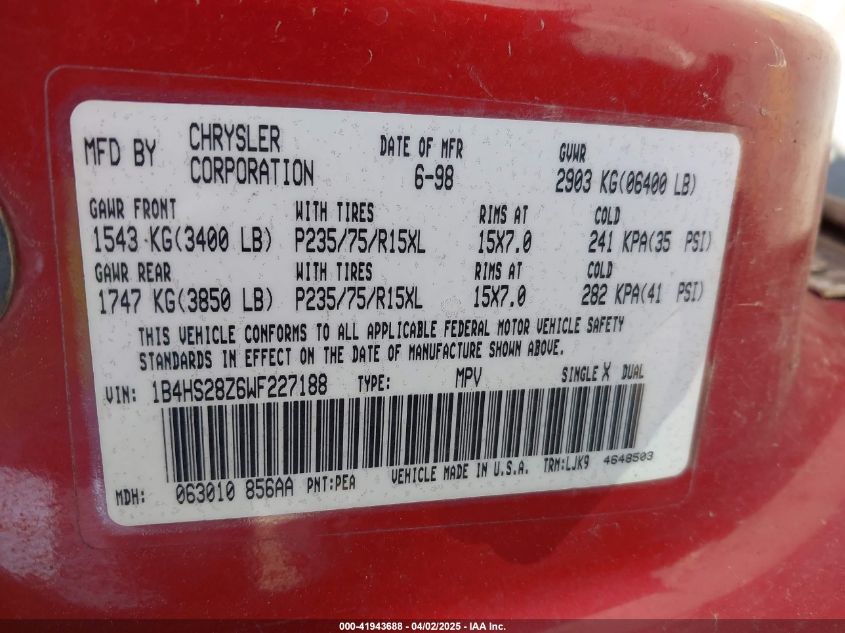 MFD BY CHRYSLER CORPORATION DATE OF MFR 6-98 GVWR 2903 KG(06400 LB)
GAWR FRONT WITH TIRES RIMS AT COLD
1543 KG(3400 LB) P235/75/R15XL 15X7.0 241 KPA(35 PSI)
GAWR REAR WITH TIRES RIMS AT COLD
1747 KG(3850 LB) P235/75/R15XL 15X7.0 282 KPA(41 PSI)
THIS VEHICLE CONFORMS TO ALL APPLICABLE FEDERAL MOTOR VEHICLE SAFETY
STANDARDS IN EFFECT ON THE DATE OF MANUFACTURE SHOWN ABOVE.
VIN: 1B4HS28Z6WF227188 TYPE: MPV SINGLE X DUAL
MDH: 063010 856AA PNT:PEA VEHICLE MADE IN U.S.A. TRM:LJK9 4648503
000-41943688 - 04/02/2025 - IAA Inc.